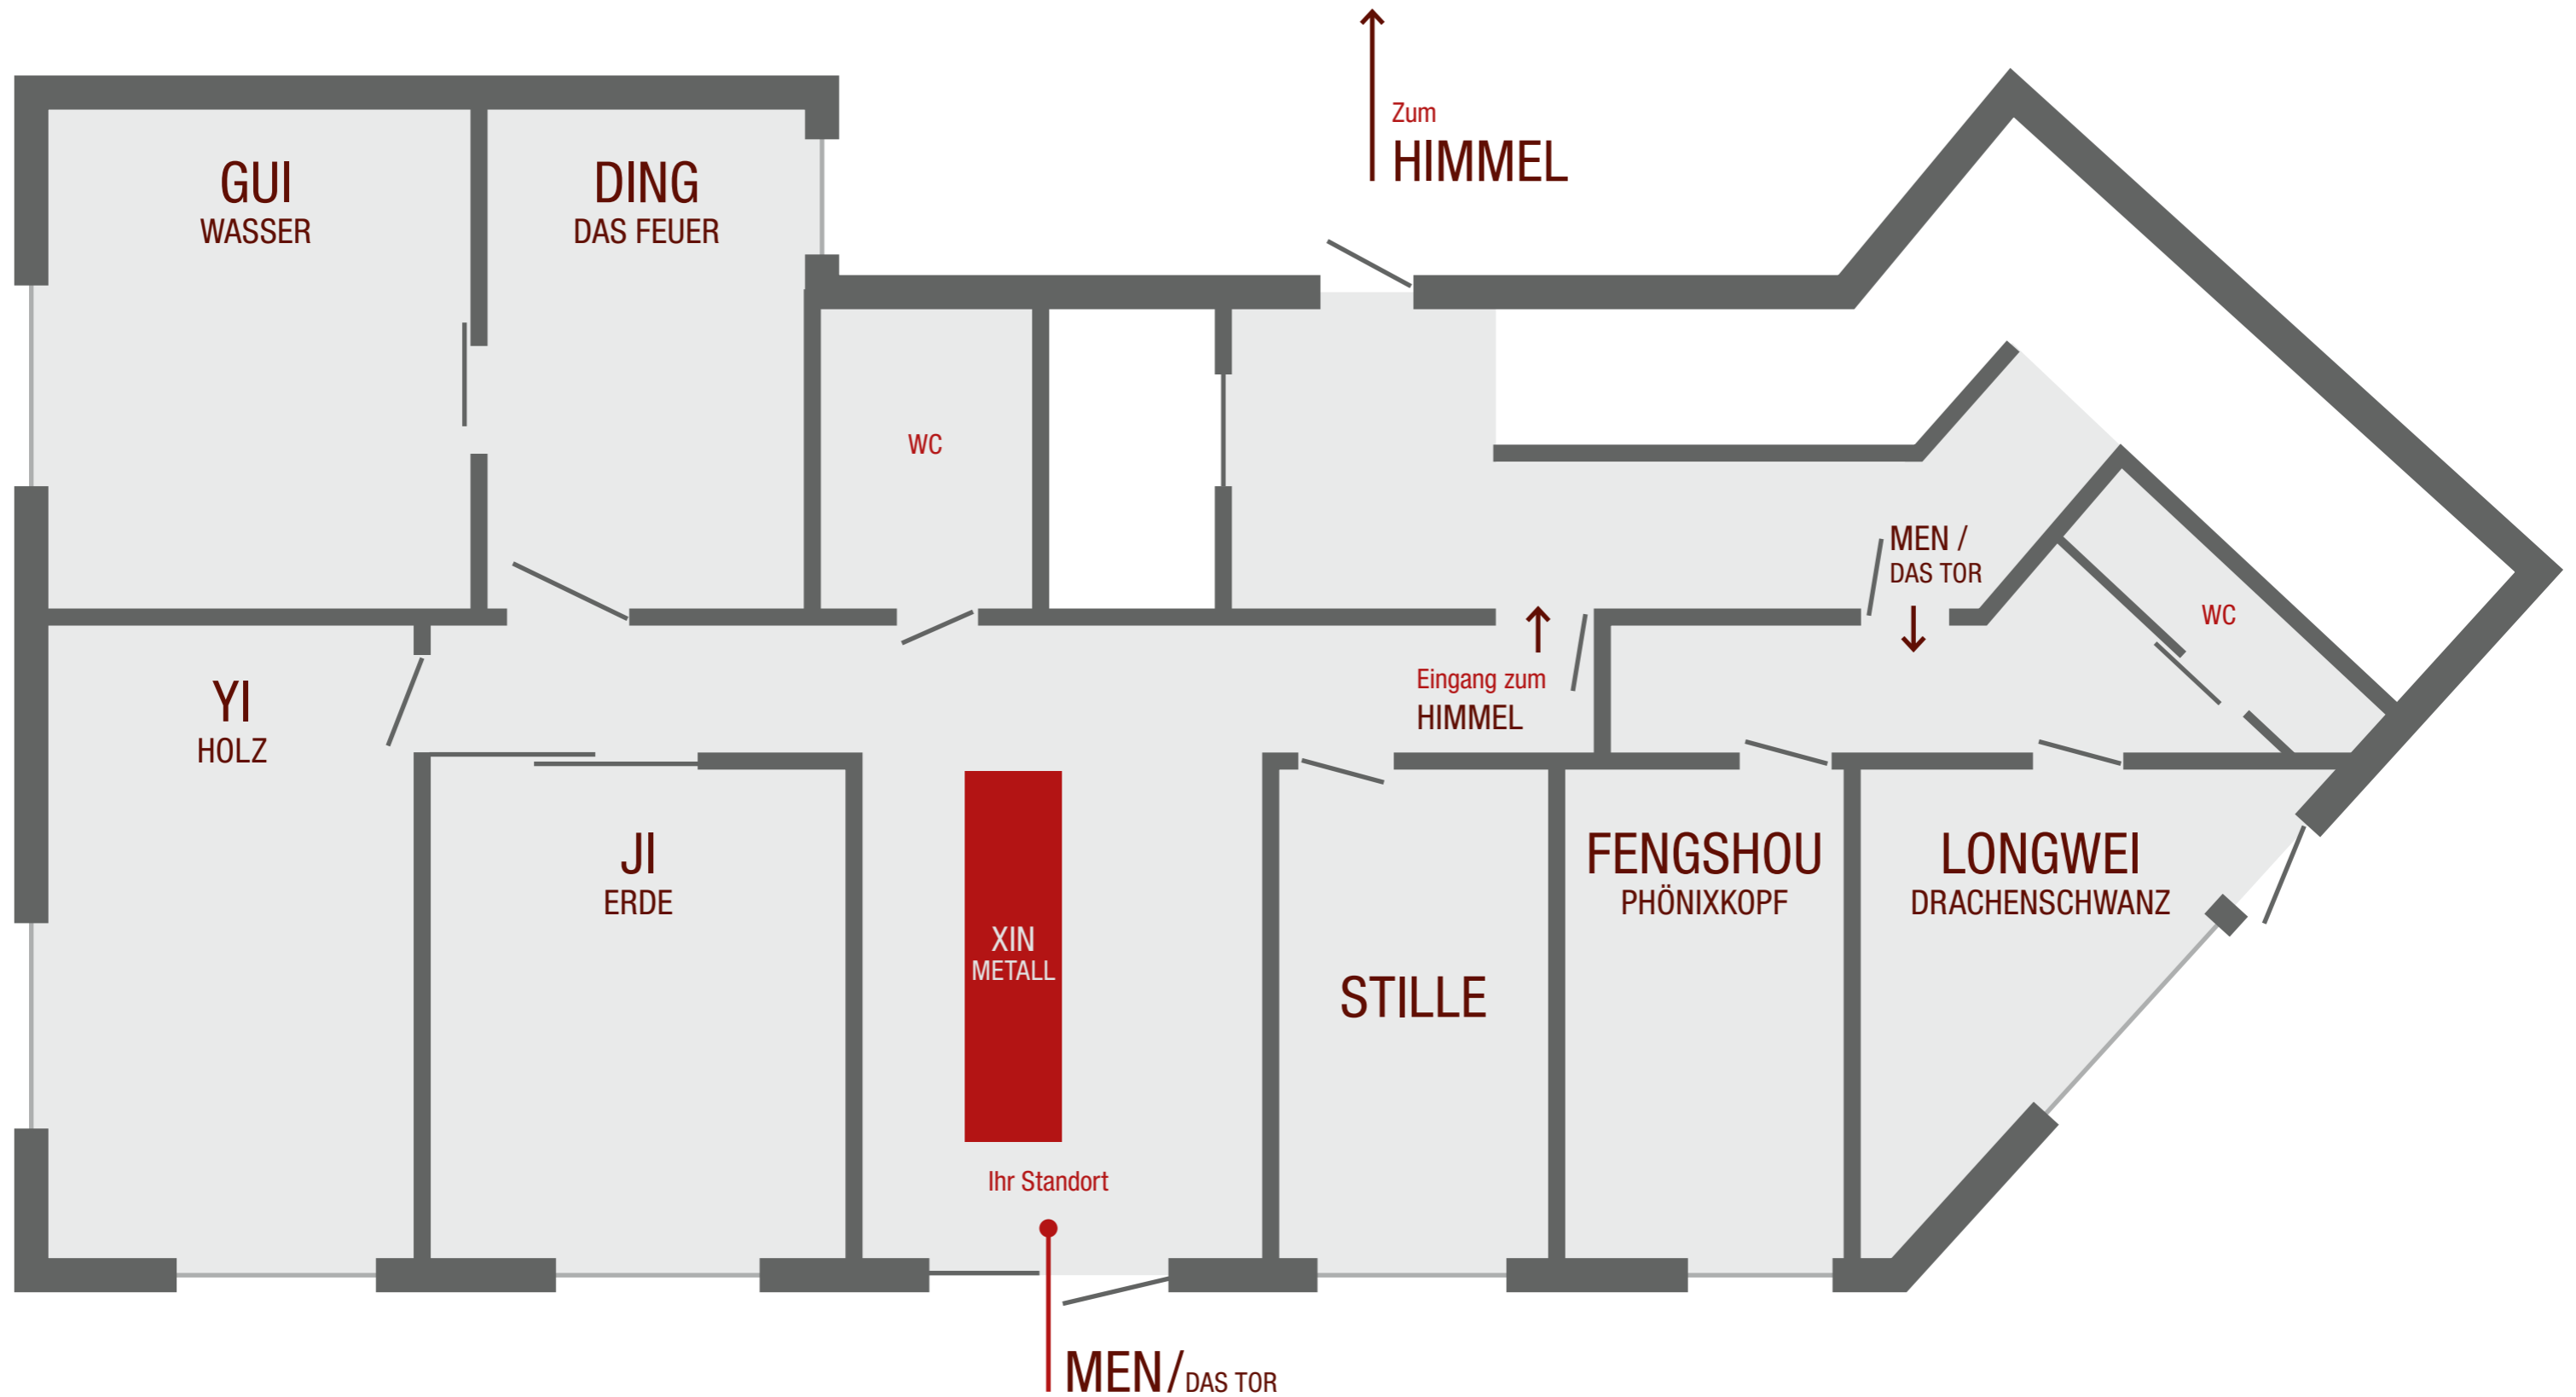 Zum
HIMMEL
GUI
WASSER
DING
DAS FEUER
WC
MEN /
DAS TOR
WC
Eingang zum
HIMMEL
YI
HOLZ
JI
ERDE
XIN
METALL
STILLE
FENGSHOU
PHÖNIXKOPF
LONGWEI
DRACHENSCHWANZ
Ihr Standort
MEN/DAS TOR